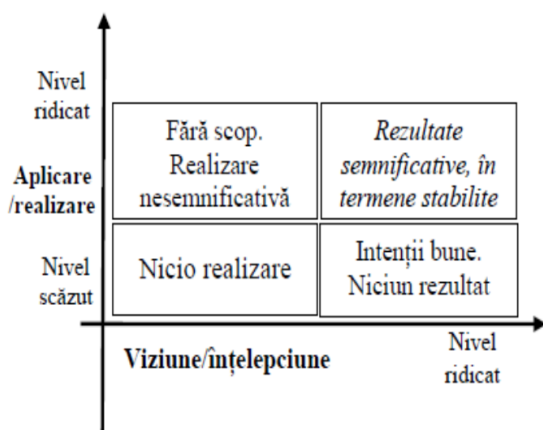 Nivel
ridicat
Fără scop.
Realizare
nesemnificativă
Rezultate
semnificative, în
termene stabilite
Aplicare
/realizare
Nivel
scăzut
Nicio realizare
Intenții bune.
Niciun rezultat
Viziune/înțelepciune
Nivel
ridicat